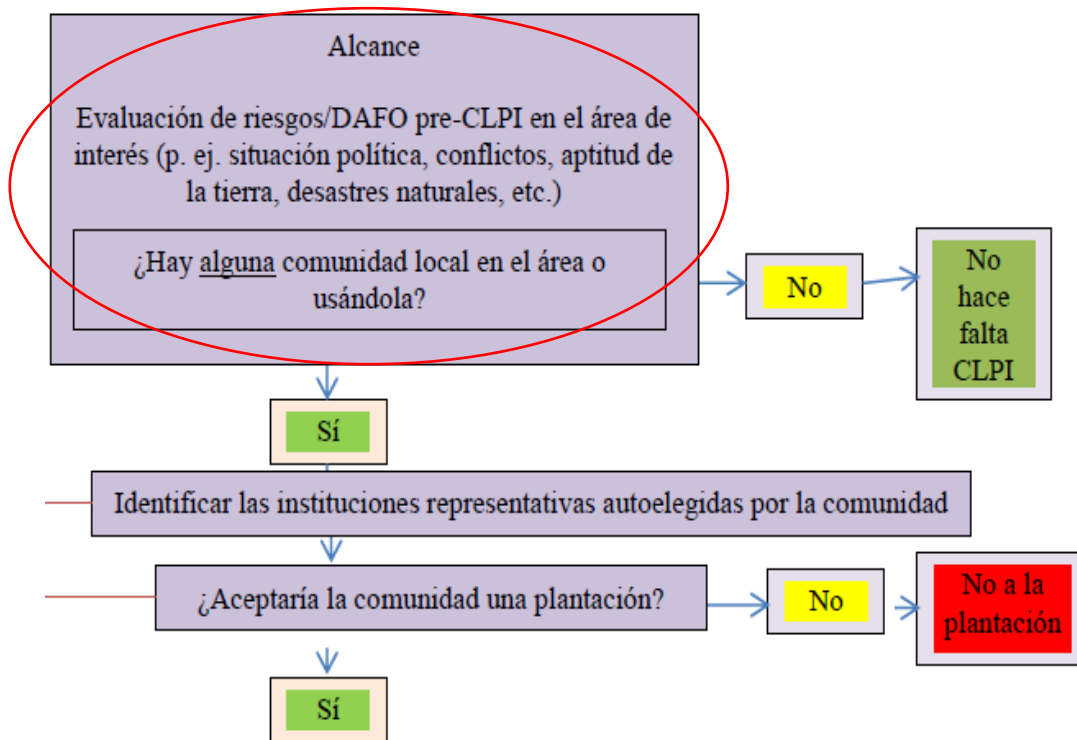 Alcance
Evaluación de riesgos/DAFO pre-CLPI en el área de
interés (p. ej. situación política, conflictos, aptitud de
la tierra, desastres naturales, etc.)
¿Hay alguna comunidad local en el área o
usándola?
No
No
hace
falta
CLPI
Sí
Identificar las instituciones representativas autoelegidas por la comunidad
¿Aceptaría la comunidad una plantación?
No
No a la
plantación
Sí